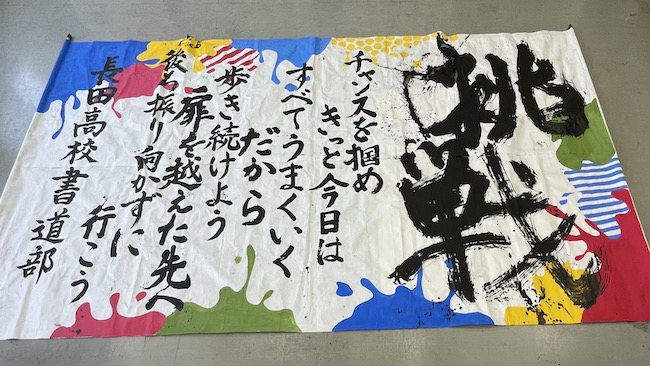 挑戦
チャンスを掴め
きっと今日は
すべてうまくいく
だから
歩き続けよう
扉を越えた先へ
後ろ振り向かずに
行こう
長田高校書道部